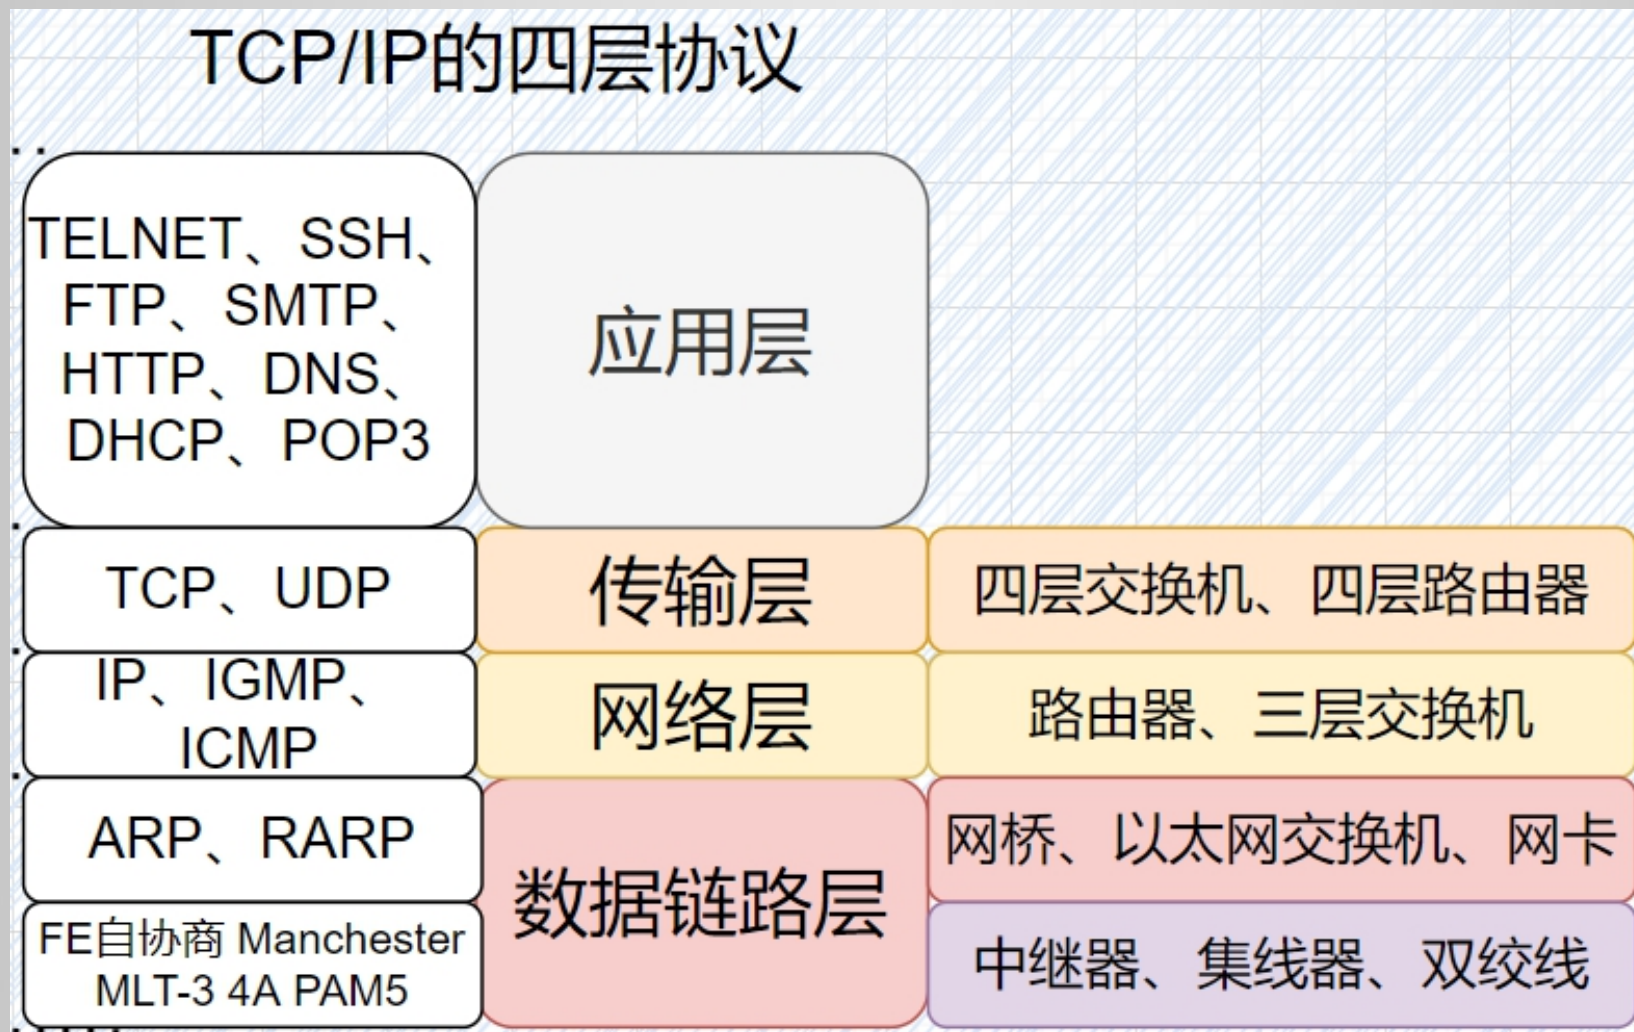 TCP/IP的四层协议
TELNET、SSH、
FTP、SMTP、
HTTP、DNS、
DHCP、POP3
应用层
TCP、UDP
传输层
四层交换机、四层路由器
IP、IGMP、
ICMP
网络层
路由器、三层交换机
ARP、RARP
数据链路层
网桥、以太网交换机、网卡
FE自协商 Manchester
MLT-3 4A PAM5
中继器、集线器、双绞线